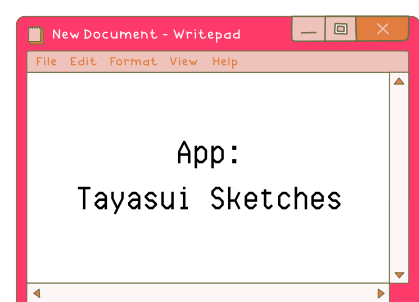 New Document - Writepad
File Edit Format View Help
App:
Tayasui Sketches